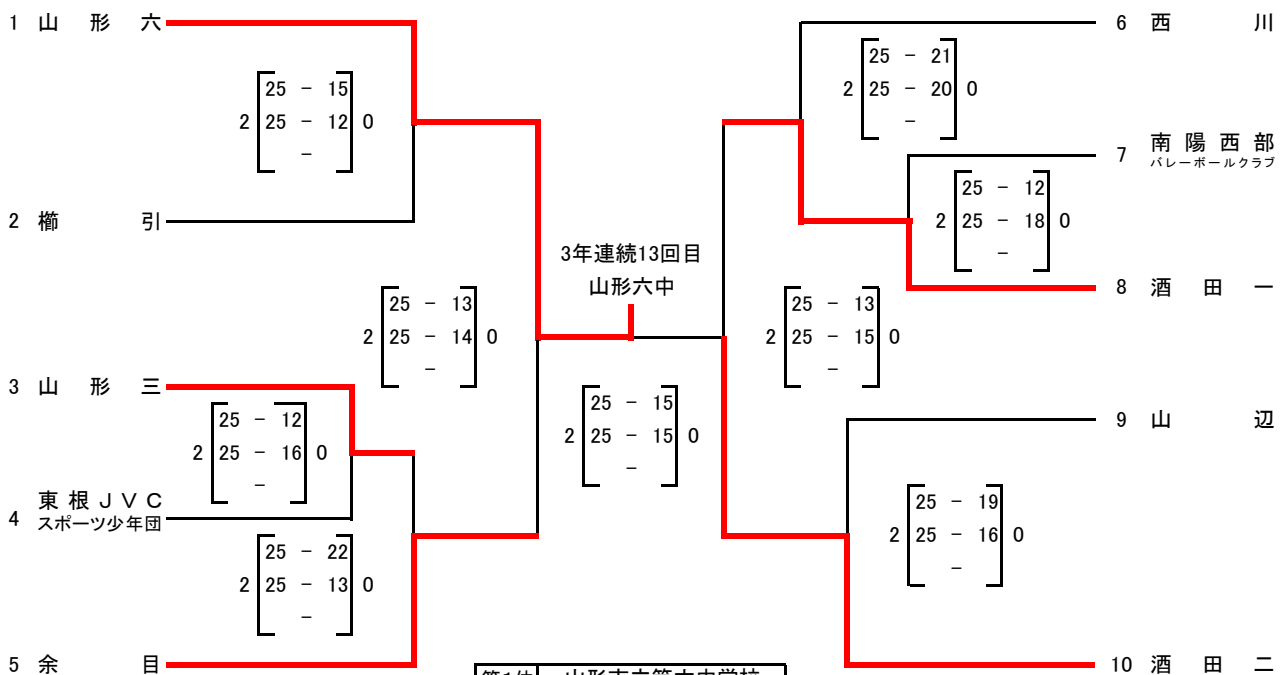 1 山形六
25 - 15
2 25 - 12 0
-
2 櫛引
25 - 13
2 25 - 14 0
-
3 山形三
25 - 12
2 25 - 16 0
-
4 東根JVC
スポーツ少年団
25 - 22
2 25 - 13 0
-
5 余目
3年連続13回目
山形六中
25 - 15
2 25 - 15 0
-
6 西川
25 - 21
2 25 - 20 0
-
7 南陽西部
バレーボールクラブ
25 - 12
2 25 - 18 0
-
8 酒田一
25 - 13
2 25 - 15 0
-
9 山辺
25 - 19
2 25 - 16 0
-
10 酒田二